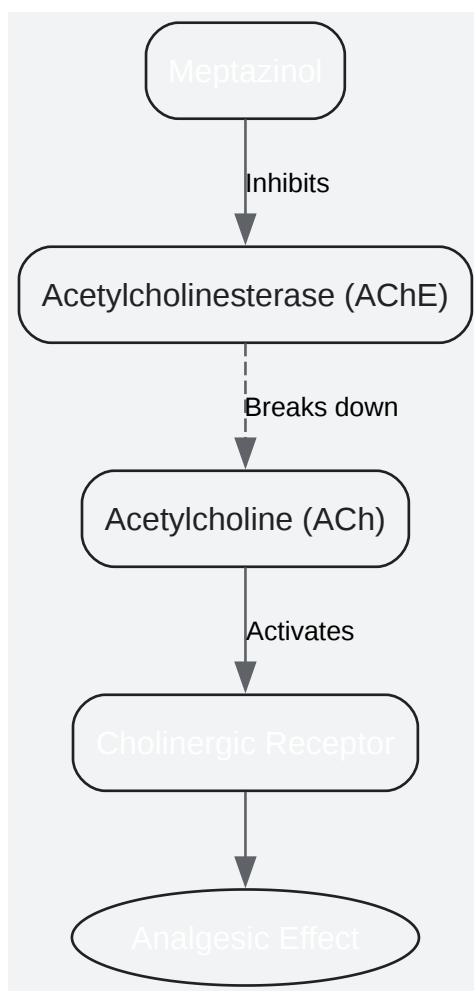 Meptazinol
Inhibits
Acetylcholinesterase (AChE)
Breaks down
Acetylcholine (ACh)
Activates
Cholinergic Receptor
Analgesic Effect